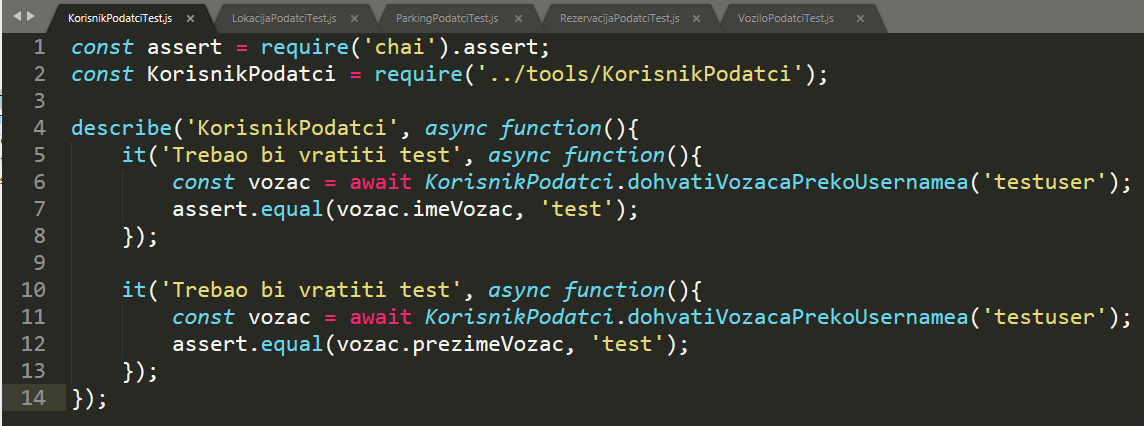 KorisnikPodatciTest.js × LokacijaPodatciTest.js × ParkingPodatciTest.js × RezervacijaPodatciTest.js × VoziloPodatciTest.js ×
1 const assert = require('chai').assert;
2 const KorisnikPodatci = require('../tools/KorisnikPodatci');
3
4 describe('KorisnikPodatci', async function(){
5     it('Trebao bi vratiti test', async function(){
6         const vozac = await KorisnikPodatci.dohvatiVozacaPrekoUsernamea('testuser');
7         assert.equal(vozac.imeVozac, 'test');
8     });
9
10     it('Trebao bi vratiti test', async function(){
11         const vozac = await KorisnikPodatci.dohvatiVozacaPrekoUsernamea('testuser');
12         assert.equal(vozac.prezimeVozac, 'test');
13     });
14 });